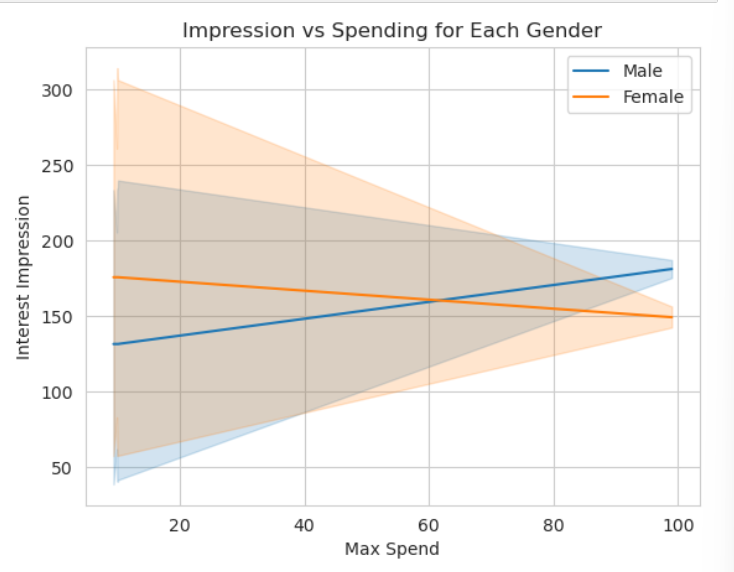 Impression vs Spending for Each Gender
Male
Female
300
250
200
150
100
50
Interest Impression
20 40 60 80 100
Max Spend